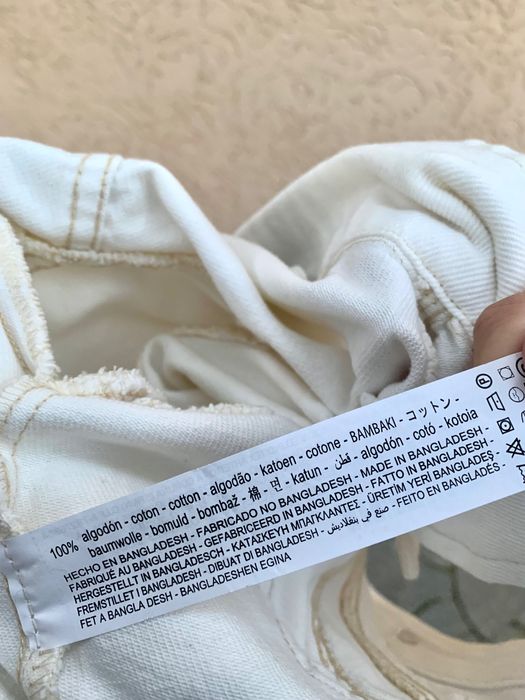 100% algodón - coton - cotton - algodão - katoen - cotone - BAMBAKI - コットン -
baumwolle - bomuld - bombaž - 棉 - 면 - katun - قطن - algodón - cotó - kotoia
HECHO EN BANGLADESH - FABRICADO NO BANGLADESH - MADE IN BANGLADESH -
FABRIQUÉ AU BANGLADESH - GEFABRICEERD IN BANGLADESH - FATTO IN BANGLADESH -
HERGESTELLT IN BANGLADESCH - ΚΑΤΑΣΚΕΥΗ ΜΠΑΓΚΛΑΝΤΕΣ - ÜRETİM YERİ BANGLADEŞ -
FREMSTILLET I BANGLADESH - DIBUAT DI BANGLADESH - صنع في بنغلاديش - FEITO EN BANGLADÉS -
FET A BANGLA DESH - BANGLADESHEN EGINA